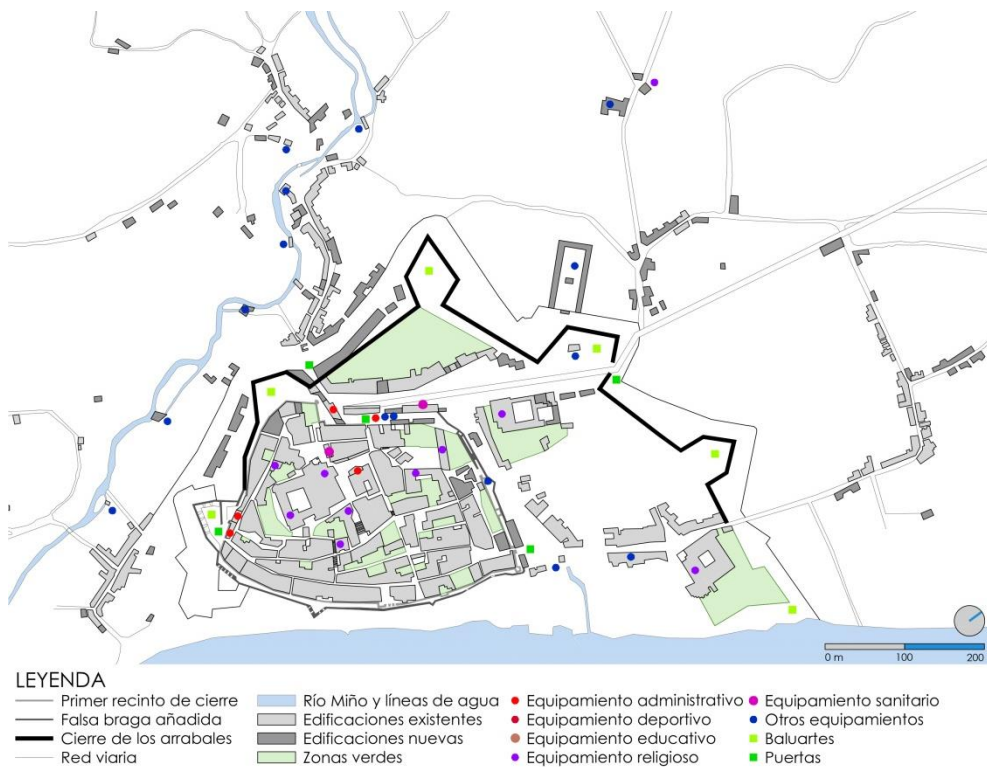 0 m 100 200
LEYENDA
Primer recinto de cierre
Falsa braga añadida
Cierre de los arrabales
Red viaria
Río Miño y líneas de agua
Edificaciones existentes
Edificaciones nuevas
Zonas verdes
Equipamiento administrativo
Equipamiento deportivo
Equipamiento educativo
Equipamiento religioso
Equipamiento sanitario
Otros equipamientos
Baluartes
Puertas